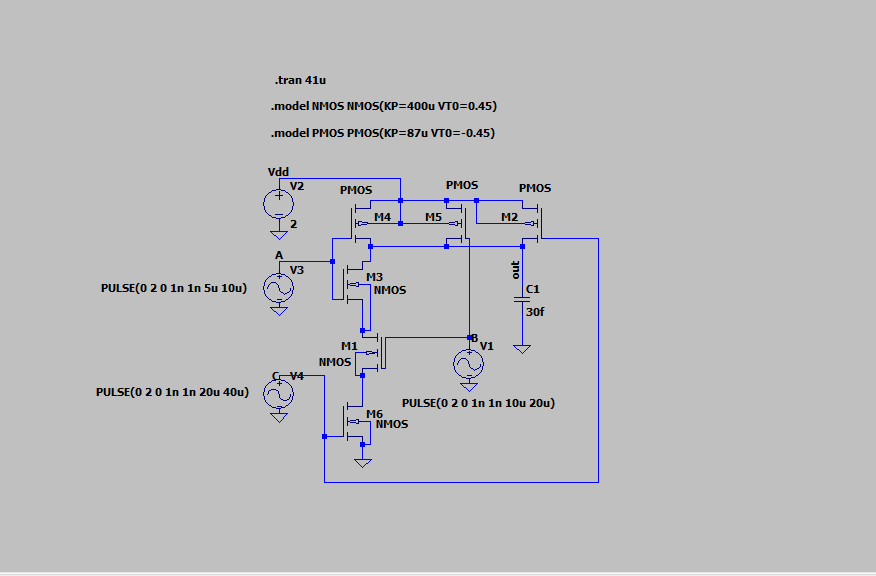 .tran 41u
.model NMOS NMOS(KP=400u VT0=0.45)
.model PMOS PMOS(KP=87u VT0=-0.45)
Vdd
V2
2
PMOS
PMOS
PMOS
M4
M5
M2
A
V3
PULSE(0 2 0 1n 1n 5u 10u)
M3
NMOS
out
C1
30f
M1
NMOS
B
V1
PULSE(0 2 0 1n 1n 10u 20u)
C
V4
PULSE(0 2 0 1n 1n 20u 40u)
M6
NMOS